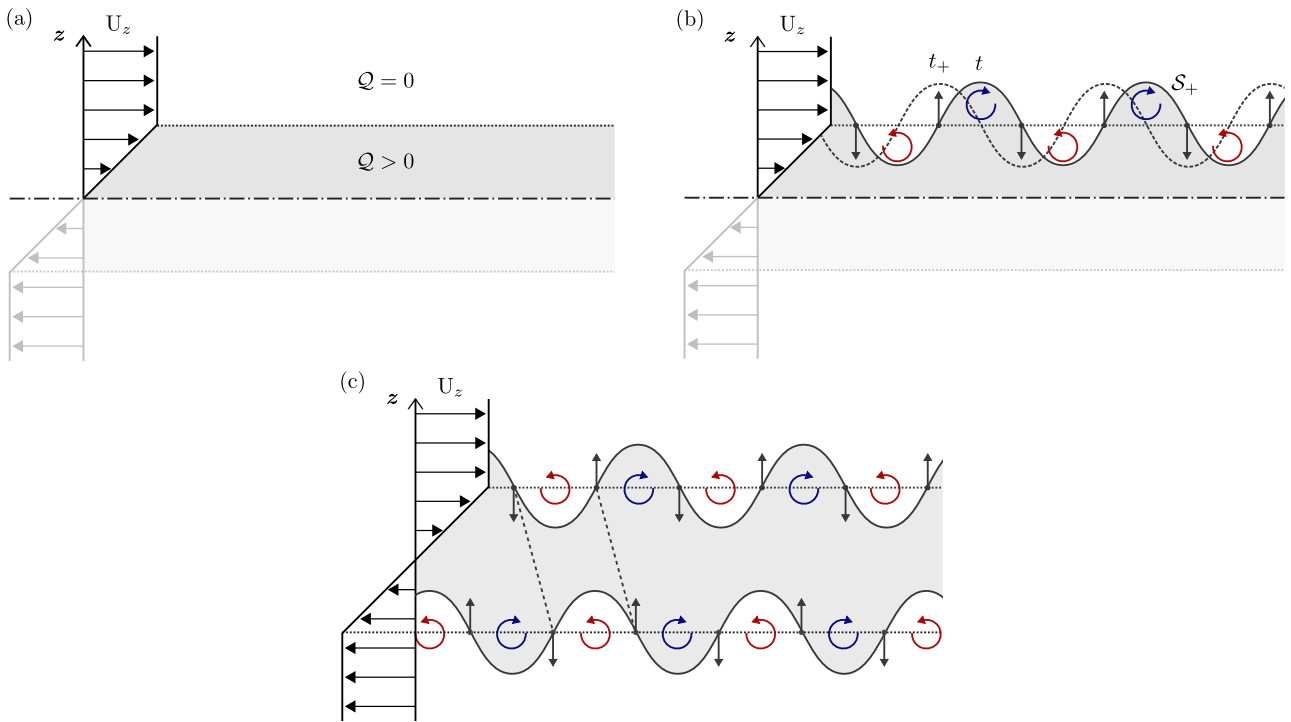 (a)
z
U_z
𝒬 = 0
𝒬 > 0
(b)
z
U_z
t_+
t
𝒮_+
(c)
z
U_z